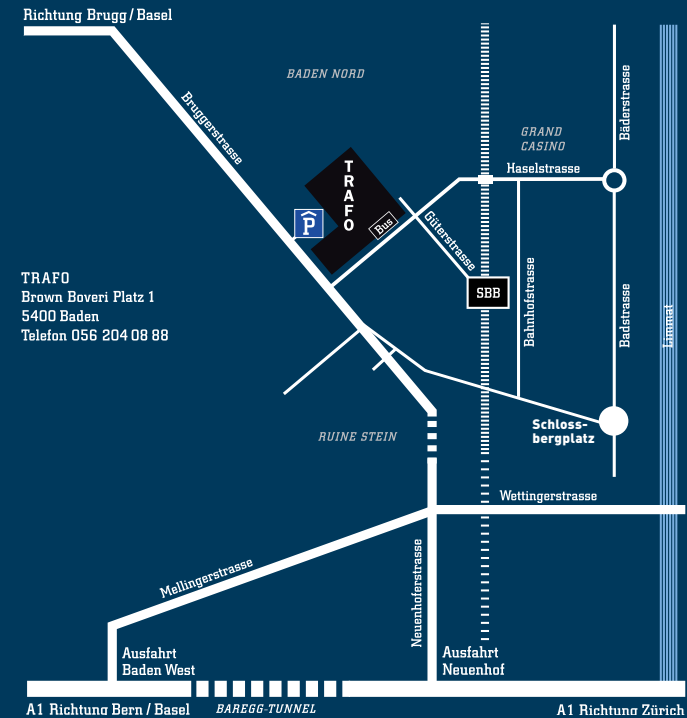 Richtung Brugg / Basel
BADEN NORD
Bäderstrasse
Bruggerstrasse
GRAND
CASINO
Haselstrasse
TRAFO
P
Bus
Güterstrasse
SBB
Bahnhofstrasse
Badstrasse
Limmat
TRAFO
Brown Boveri Platz 1
5400 Baden
Telefon 056 204 08 88
Schloss-
bergplatz
RUINE STEIN
Wettingerstrasse
Mellingerstrasse
Neuenhoferstrasse
Ausfahrt
Baden West
Ausfahrt
Neuenhof
A1 Richtung Bern / Basel
BAREGG-TUNNEL
A1 Richtung Zürich